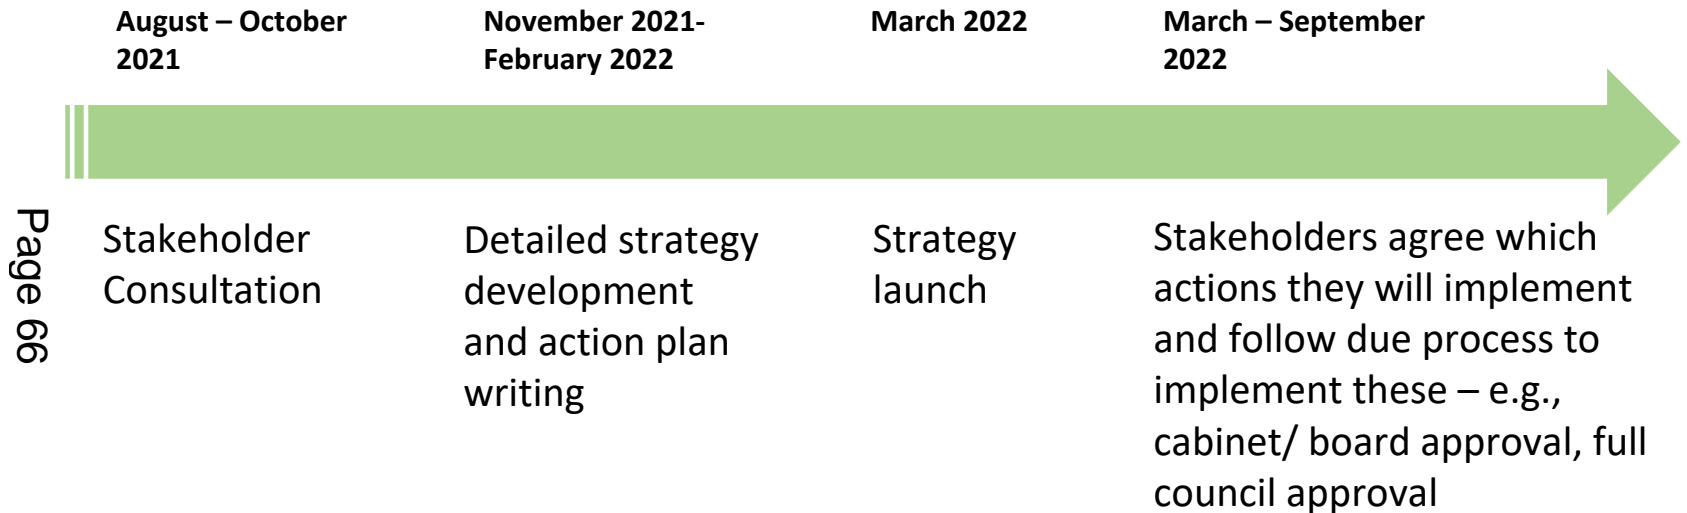 August – October
2021
November 2021-
February 2022
March 2022
March – September
2022
Page 66
Stakeholder
Consultation
Detailed strategy
development
and action plan
writing
Strategy
launch
Stakeholders agree which
actions they will implement
and follow due process to
implement these – e.g.,
cabinet/ board approval, full
council approval